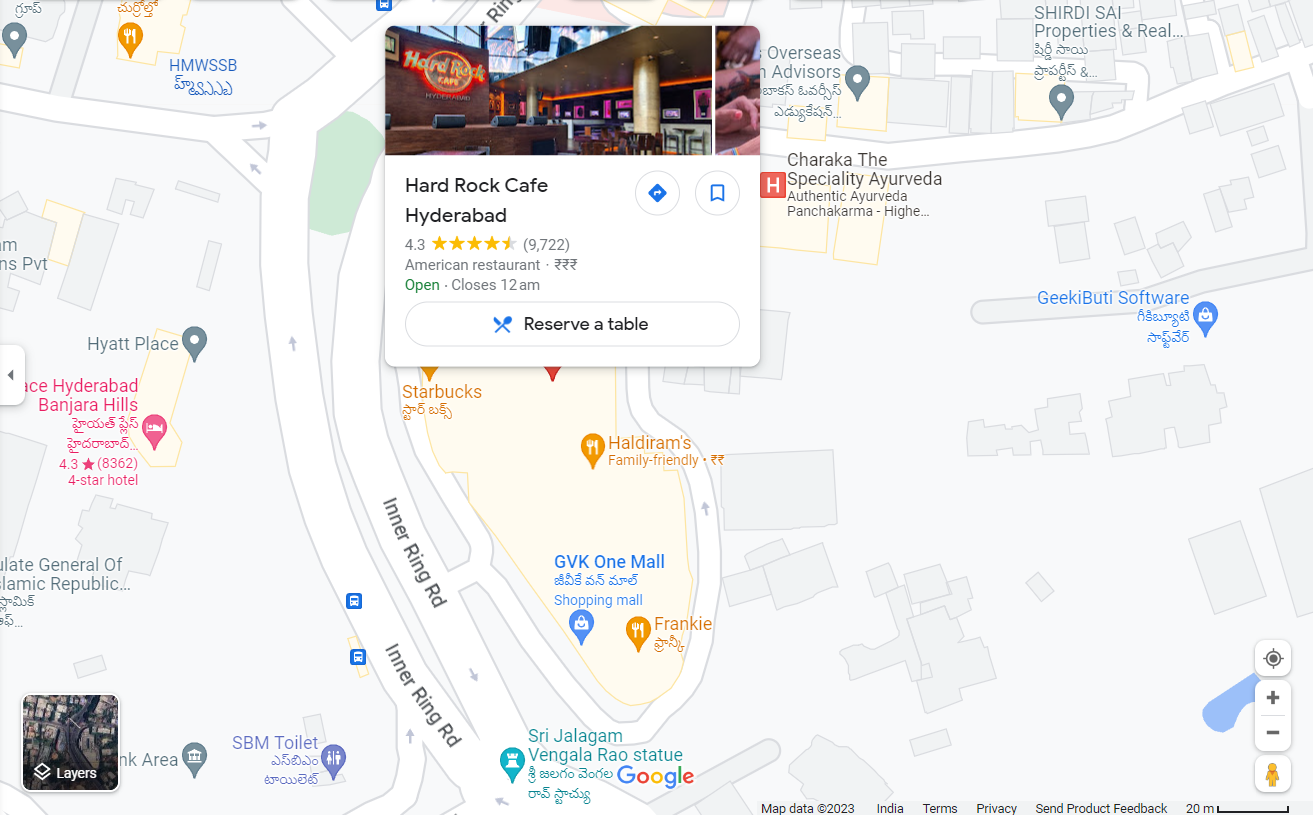 గ్రూప్
చుర్రోల్తో
Inner Ring Rd
SHIRDI SAI
Properties & Real...
షిర్డీ సాయి
ప్రాపర్టీస్ &...
HMWSSB
s Overseas
n Advisors
ఓవర్సీస్
ఎడ్యుకేషన్...
Hard Rock
CAFE
HYDERABAD
Hard Rock Cafe
Hyderabad
4.3 (9,722)
American restaurant · ₹₹₹
Open · Closes 12 am
Reserve a table
H
Charaka The
Speciality Ayurveda
Authentic Ayurveda
Panchakarma - Highe...
am
ns Pvt
GeekiButi Software
గీకిబ్యూటి
సాఫ్ట్‌వేర్
Hyatt Place
ace Hyderabad
Banjara Hills
హైయత్ ప్లేస్
హైదరాబాద్...
4.3 ★ (8362)
4-star hotel
Starbucks
స్టార్ బక్స్
Haldiram's
Family-friendly • ₹₹
Inner Ring Rd
GVK One Mall
జీవీకే వన్ మాల్
Shopping mall
Frankie
ఫ్రాన్కీ
ulate General Of
slamic Republic...
స్లామిక్
ఆఫ్...
Inner Ring Rd
SBM Toilet
ఎస్‌బిఎం
టాయిలెట్
nk Area
Layers
Sri Jalagam
Vengala Rao statue
శ్రీ జలగం వెంగల
రావ్ స్టాచ్యు
Google
Map data ©2023 India Terms Privacy Send Product Feedback 20 m